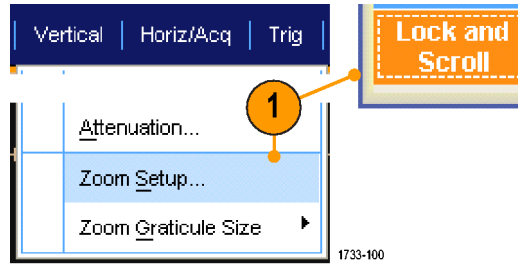 Vertical | Horiz/Acq | Trig |
Lock and
Scroll
1
Attenuation...
Zoom Setup...
Zoom Graticule Size
1733-100